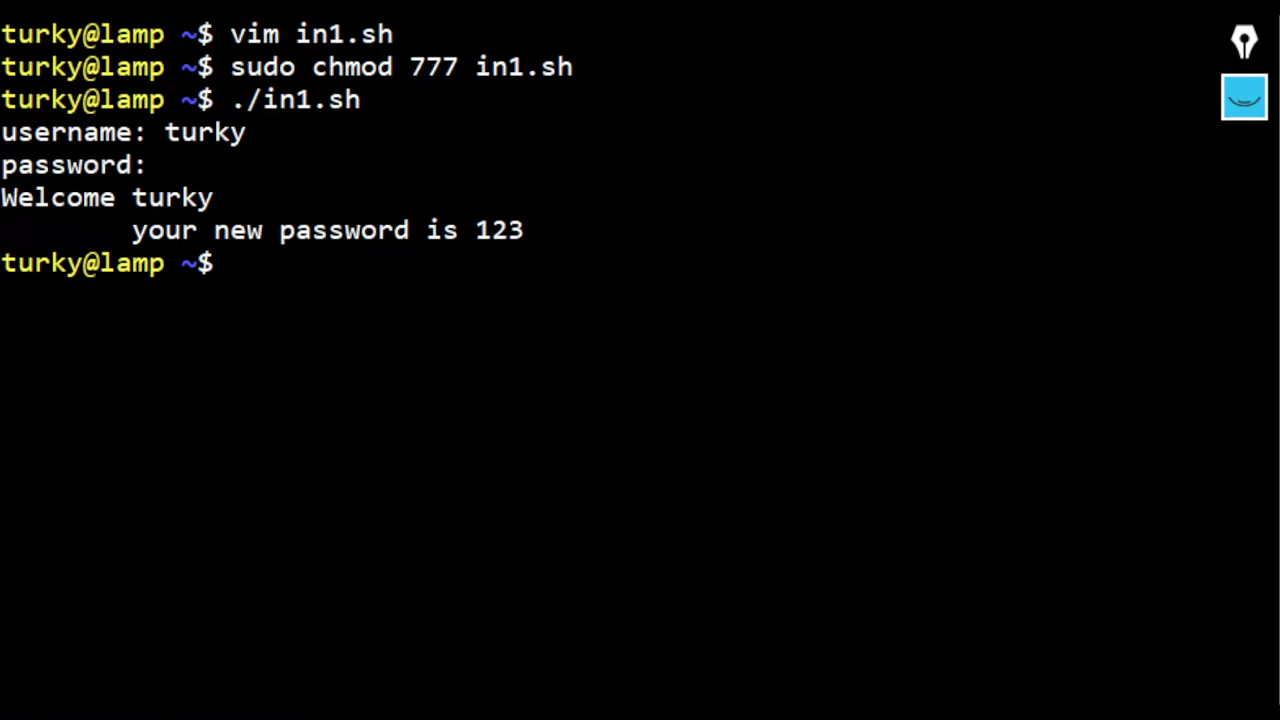 turky@lamp ~$ vim in1.sh
turky@lamp ~$ sudo chmod 777 in1.sh
turky@lamp ~$ ./in1.sh
username: turky
password:
Welcome turky
        your new password is 123
turky@lamp ~$